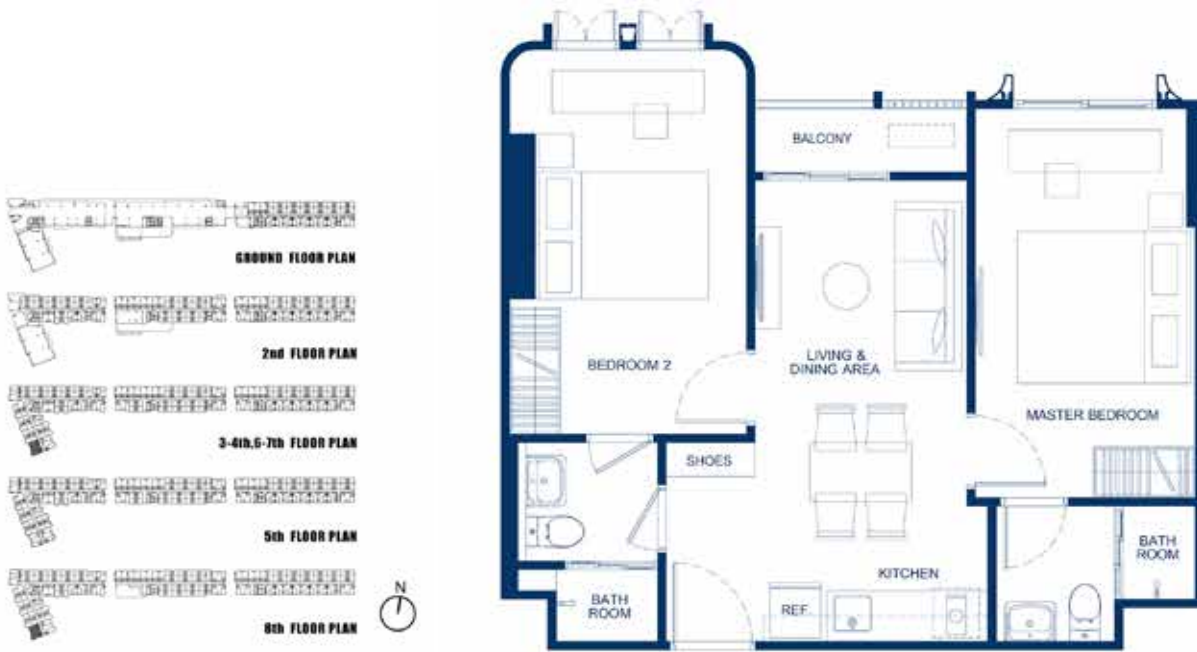 GROUND FLOOR PLAN
2nd FLOOR PLAN
3-4th,6-7th FLOOR PLAN
5th FLOOR PLAN
8th FLOOR PLAN
N
BALCONY
BEDROOM 2
LIVING &
DINING AREA
MASTER BEDROOM
SHOES
KITCHEN
REF.
BATH
ROOM
BATH
ROOM